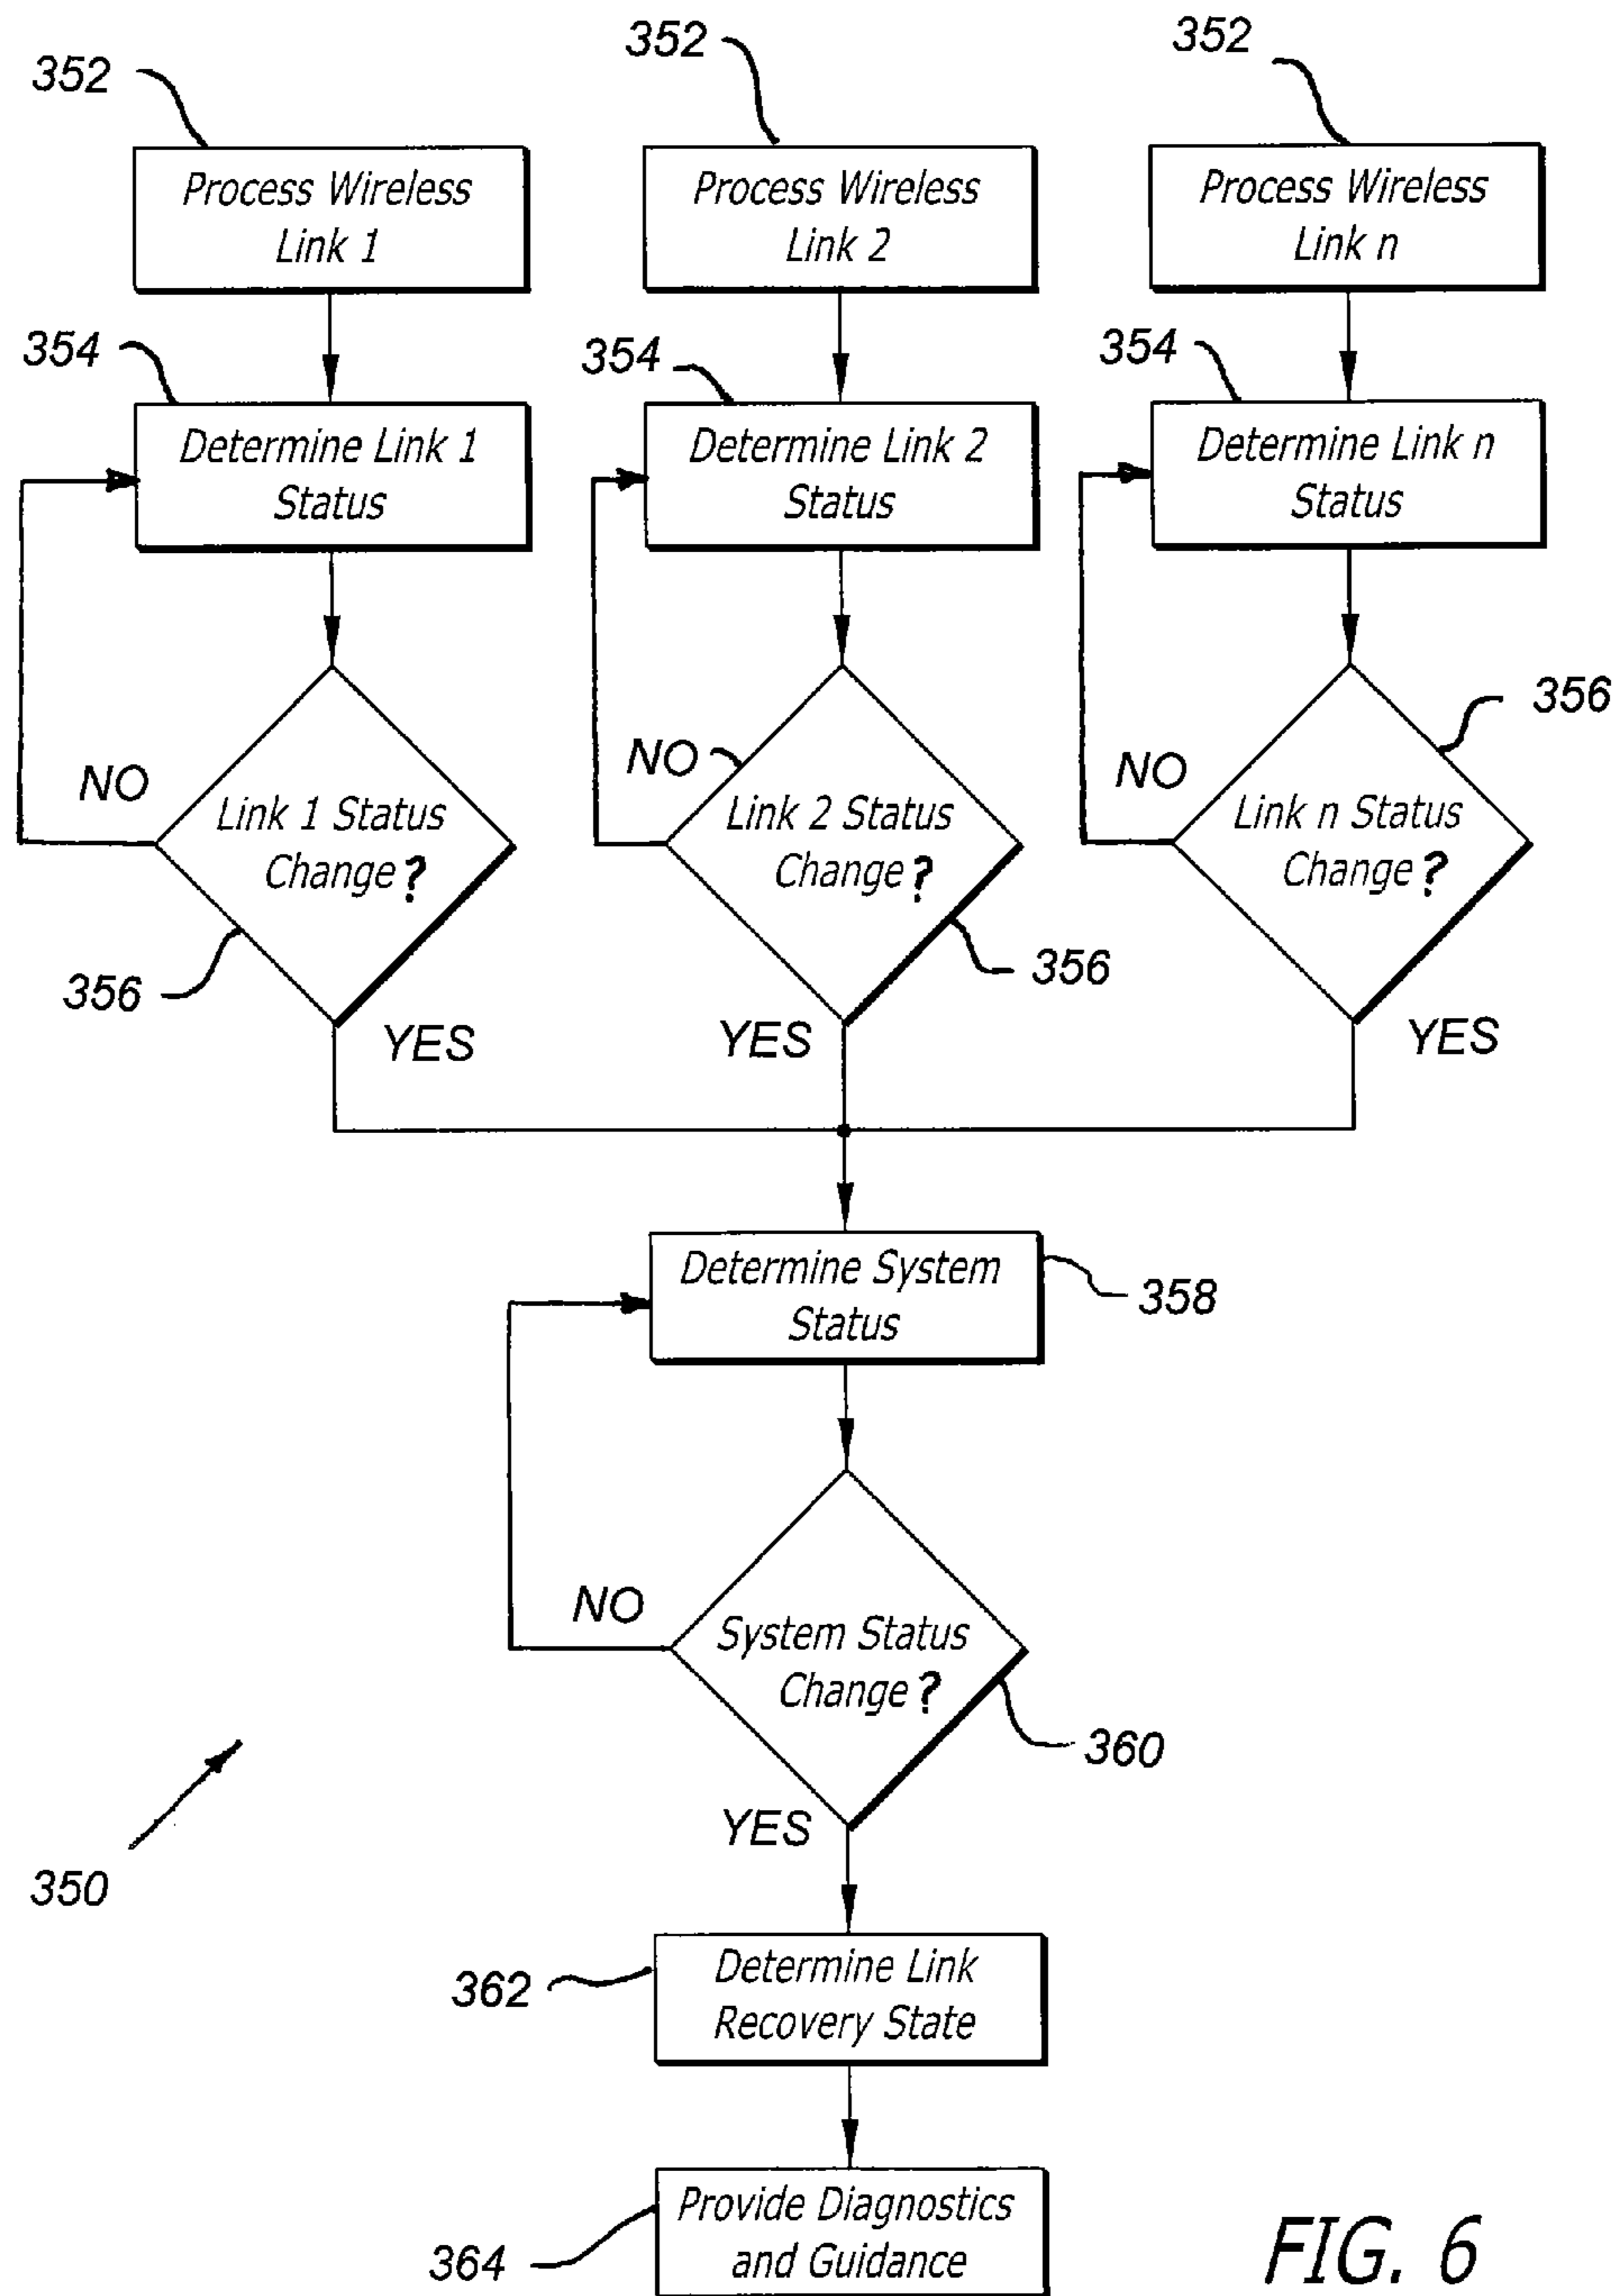 352
352
352
Process Wireless
Link 1
Process Wireless
Link 2
Process Wireless
Link n
354
354
354
Determine Link 1
Status
Determine Link 2
Status
Determine Link n
Status
356
NO
NO
NO
Link 1 Status
Change?
Link 2 Status
Change?
Link n Status
Change?
356
356
YES
YES
YES
Determine System
Status
358
NO
System Status
Change?
360
YES
350
362
Determine Link
Recovery State
364
Provide Diagnostics
and Guidance
FIG. 6